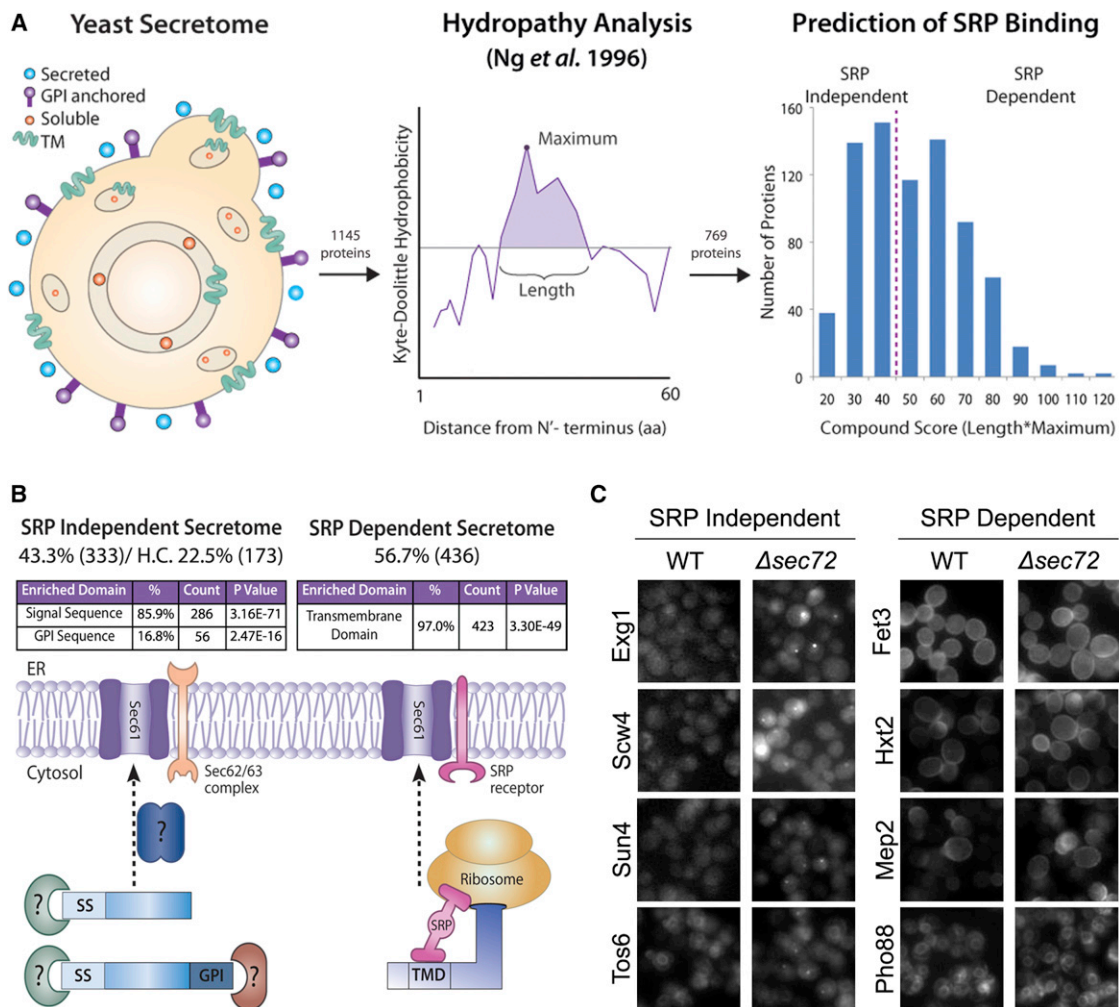 A
Yeast Secretome
Secreted
GPI anchored
Soluble
TM
1145
proteins
Hydropathy Analysis
(Ng et al. 1996)
Kyte-Doolittle Hydrophobicity
Maximum
Length
1
60
Distance from N'- terminus (aa)
769
proteins
Prediction of SRP Binding
SRP
Independent
SRP
Dependent
Number of Protiens
160
120
80
40
0
20 30 40 50 60 70 80 90 100 110 120
Compound Score (Length*Maximum)
B
SRP Independent Secretome
43.3% (333)/ H.C. 22.5% (173)
Enriched Domain % Count P Value
Signal Sequence 85.9% 286 3.16E-71
GPI Sequence 16.8% 56 2.47E-16
SRP Dependent Secretome
56.7% (436)
Enriched Domain % Count P Value
Transmembrane
Domain 97.0% 423 3.30E-49
ER
Cytosol
Sec61
Sec62/63
complex
Sec61
SRP
receptor
?
? SS
? SS GPI ?
Ribosome
SRP
TMD
C
SRP Independent
WT Δsec72
Exg1
Scw4
Sun4
Tos6
SRP Dependent
WT Δsec72
Fet3
Hxt2
Mep2
Pho88